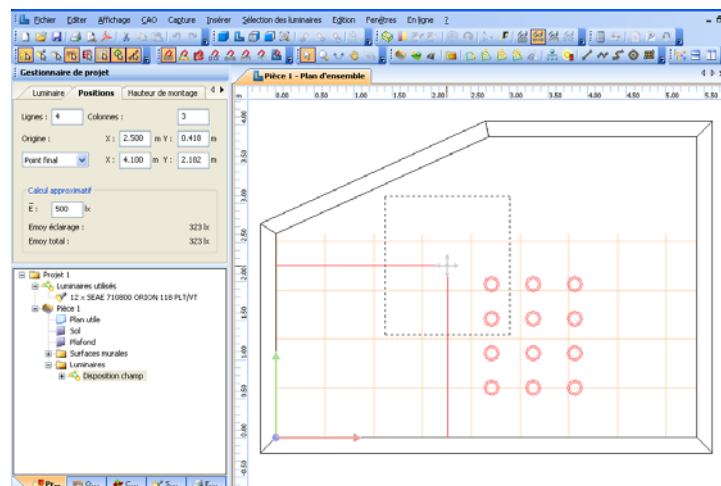 Fichier Editer Affichage CAO Capture Insérer Sélection des luminaires Edition Fenêtres En ligne ?
Gestionnaire de projet
Pièce 1 - Plan d'ensemble
Luminaire Positions Hauteur de montage
m 0.00 0.50 1.00 1.50 2.00 2.50 3.00 3.50 4.00 4.50 5.00 5.50
Lignes : 4 Colonnes : 3
Origine : X : 2.500 m Y : 0.418 m
Point final X : 4.100 m Y : 2.182 m
Calcul approximatif
E : 500 lx
Emoy éclairage : 323 lx
Emoy total : 323 lx
4.00
3.50
3.00
2.50
2.00
1.50
1.00
0.50
0.00
-0.50
Projet 1
Luminaires utilisés
12 x SEAE 710800 ORION 118 PLT/VT
Pièce 1
Plan utile
Sol
Plafond
Surfaces murales
Luminaires
Disposition champ
Pr... O... C... S... E...